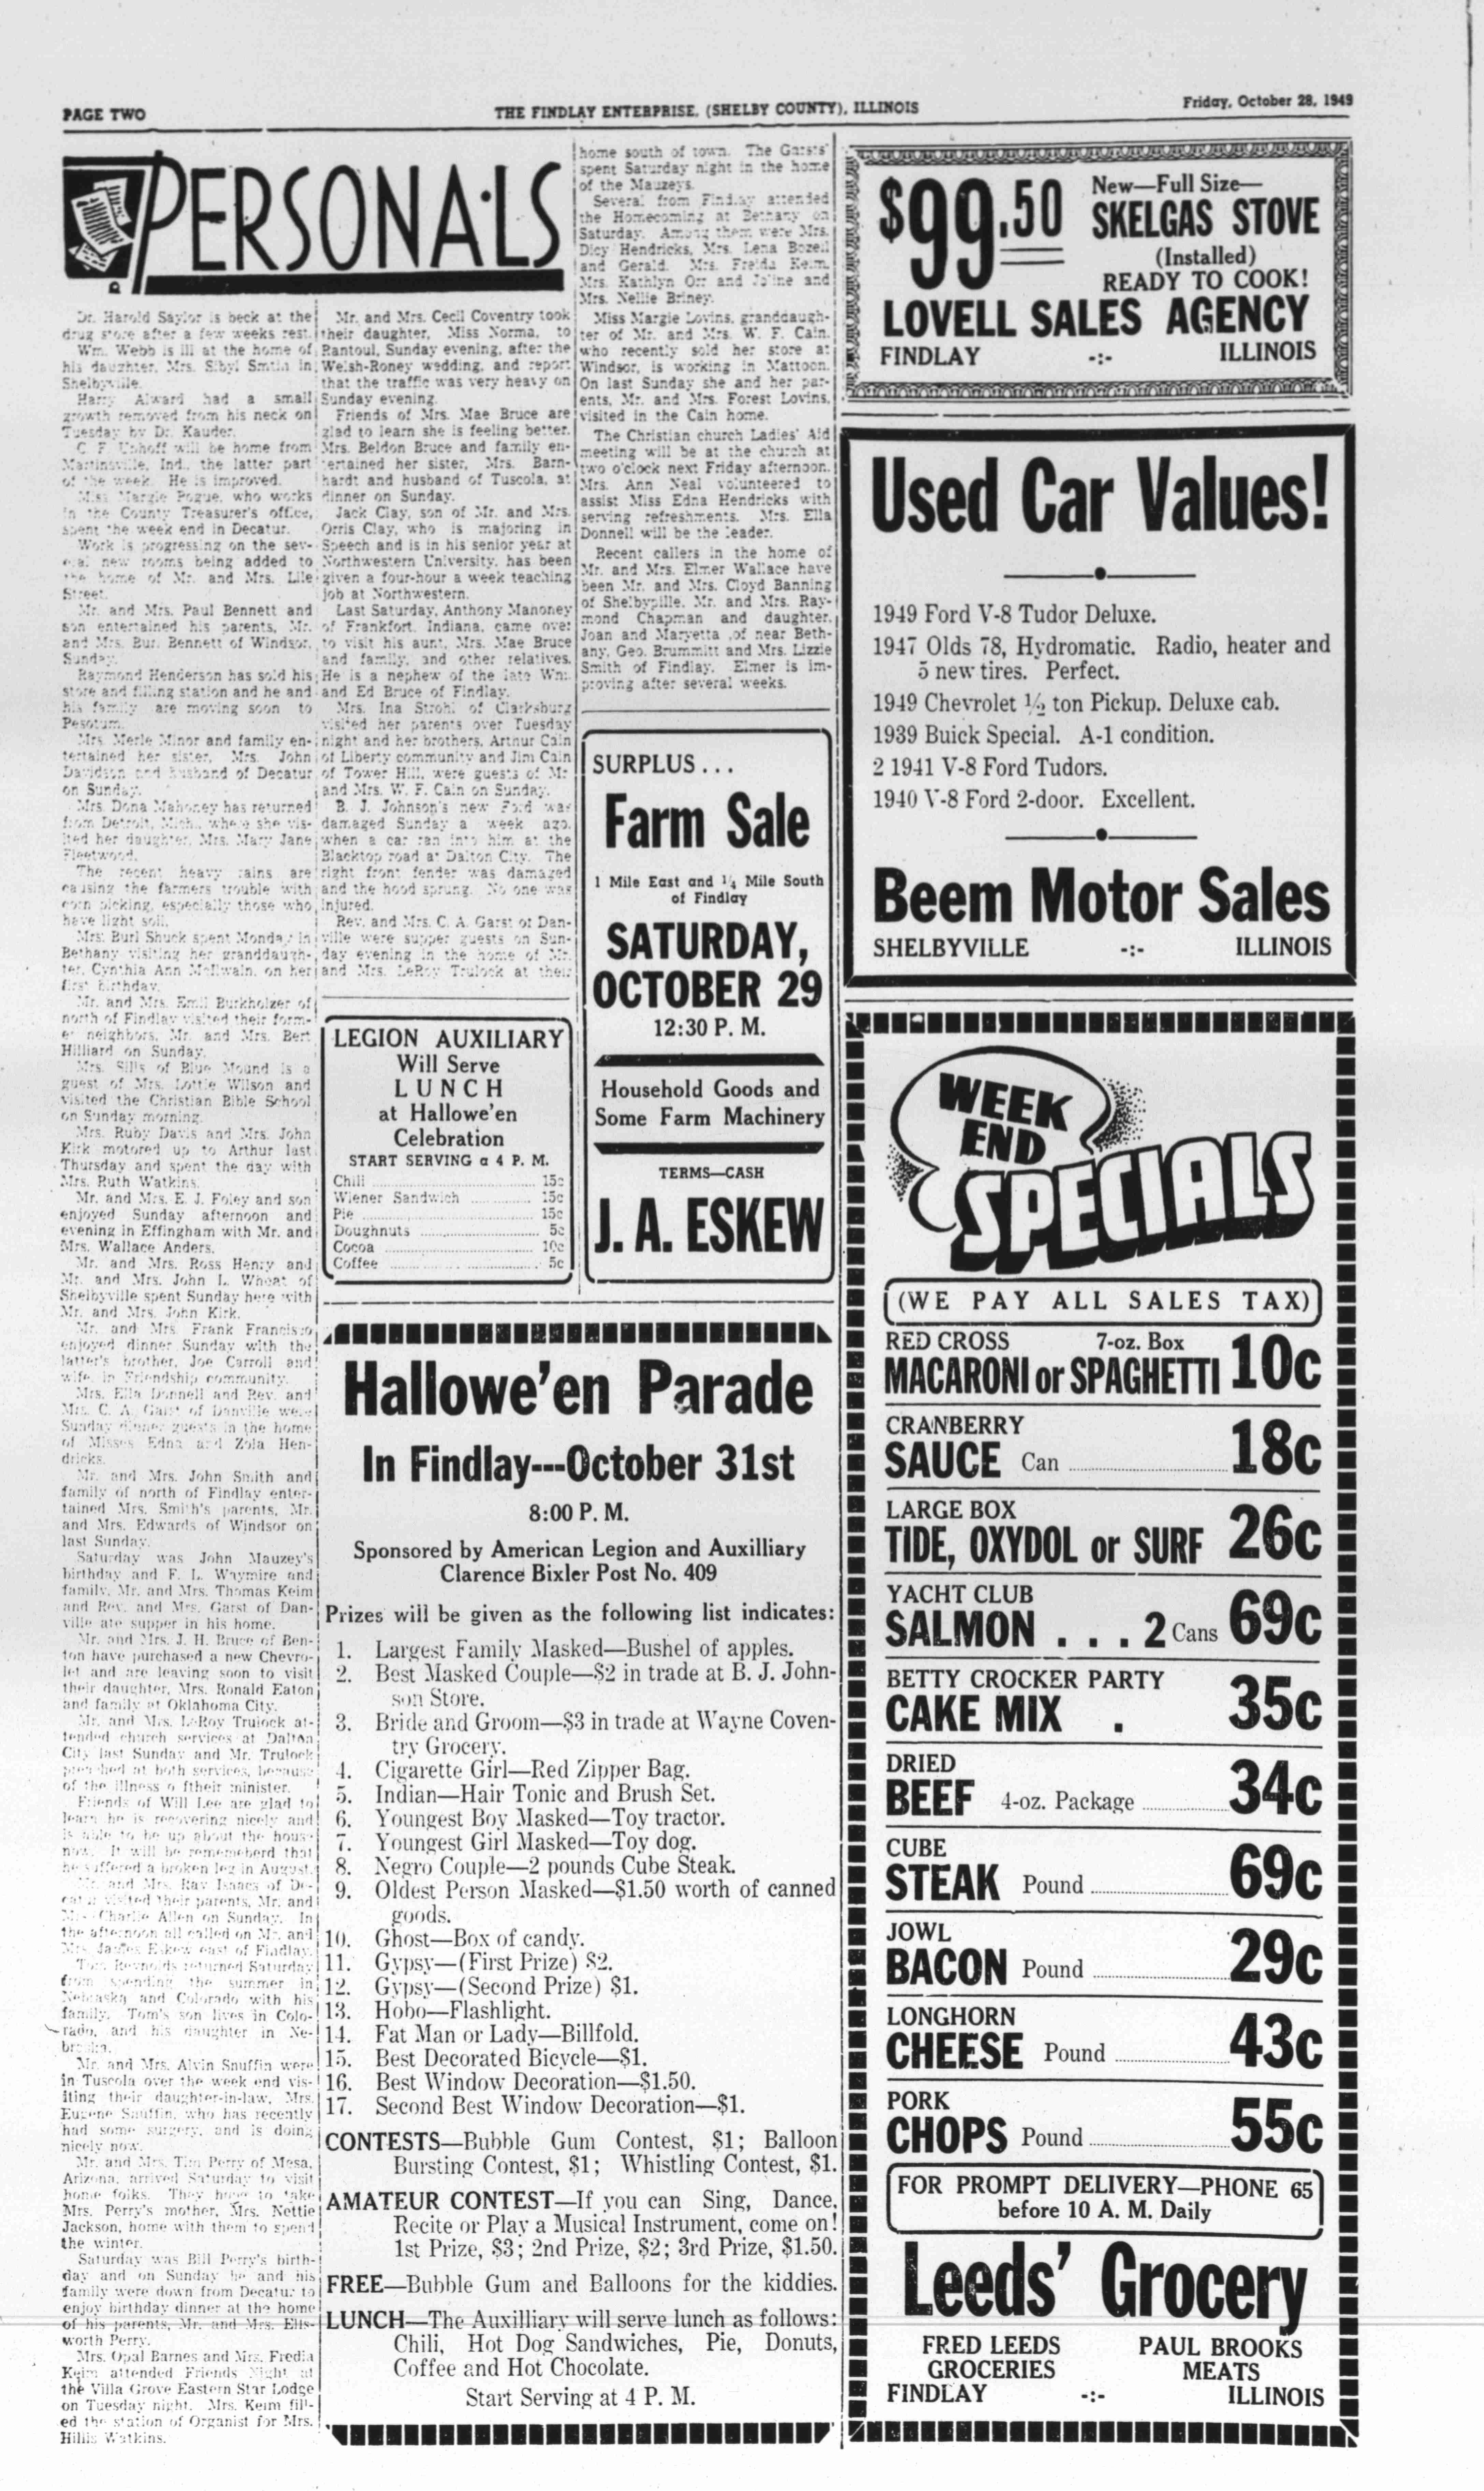 PAGE TWO
THE FINDLAY ENTERPRISE, (SHELBY COUNTY), ILLINOIS
Friday, October 28, 1949
PERSONALS
Dr. Harold Saylor is beck at the
drug store after a few weeks rest.
Wm. Webb is ill at the home of
his daughter, Mrs. Sibyl Smith in
Shelbyville.
Harry Alward had a small
growth removed from his neck on
Tuesday by Dr. Kauder.
C. F. Uphoff will be home from
Martinsville, Ind., the latter part
of the week. He is improved.
Miss Margie Pogue, who works
in the County Treasurer's office,
spent the week end in Decatur.
Work is progressing on the sev-
eral new rooms being added to
the home of Mr. and Mrs. Lile
Street.
Mr. and Mrs. Paul Bennett and
son entertained his parents, Mr.
and Mrs. Burl Bennett of Windsor,
Sunday.
Raymond Henderson has sold his
store and filling station and he and
his family are moving soon to
Pesotum.
Mrs. Merle Minor and family en-
tertained her sister, Mrs. John
Davidson and husband of Decatur
on Sunday.
Mrs. Dona Mahoney has returned
from Detroit, Mich., where she vis-
ited her daughter, Mrs. Mary Jane
Fleetwood.
The recent heavy rains are
causing the farmers trouble with
corn picking, especially those who
have light soil.
Mrs. Burl Shuck spent Monday in
Bethany visiting her granddaugh-
ter, Cynthia Ann McIlwain, on her
first birthday.
Mr. and Mrs. Emil Burkholzer of
north of Findlay visited their form-
er neighbors, Mr. and Mrs. Bert
Hilliard on Sunday.
Mrs. Sills of Blue Mound is a
guest of Mrs. Lottie Wilson and
visited the Christian Bible School
on Sunday morning.
Mrs. Ruby Davis and Mrs. John
Kirk motored up to Arthur last
Thursday and spent the day with
Mrs. Ruth Watkins.
Mr. and Mrs. E. J. Foley and son
enjoyed Sunday afternoon and
evening in Effingham with Mr. and
Mrs. Wallace Anders.
Mr. and Mrs. Ross Henry and
Mr. and Mrs. John L. Wheat of
Shelbyville spent Sunday here with
Mr. and Mrs. John Kirk.
Mr. and Mrs. Frank Francisco
enjoyed dinner Sunday with the
latter's brother, Joe Carroll and
wife, in Friendship community.
Mrs. Ella Donnell and Rev. and
Mrs. C. A. Garst of Danville were
Sunday dinner guests in the home
of Misses Edna and Zola Hen-
dricks.
Mr. and Mrs. John Smith and
family of north of Findlay enter-
tained Mrs. Smith's parents, Mr.
and Mrs. Edwards of Windsor on
last Sunday.
Saturday was John Mauzey's
birthday and F. L. Waymire and
family, Mr. and Mrs. Thomas Keim
and Rev. and Mrs. Garst of Dan-
ville ate supper in his home.
Mr. and Mrs. J. H. Bruce of Ben-
ton have purchased a new Chevro-
let and are leaving soon to visit
their daughter, Mrs. Ronald Eaton
and family at Oklahoma City.
Mr. and Mrs. LeRoy Trulock at-
tended church services at Dalton
City last Sunday and Mr. Trulock
preached at both services, because
of the illness o ftheir minister.
Friends of Will Lee are glad to
learn he is recovering nicely and
is able to be up about the house
now. It will be rememeberd that
he suffered a broken leg in August.
Mr. and Mrs. Ray Isaacs of De-
catur visited their parents, Mr. and
Mrs. Charlie Allen on Sunday. In
the afternoon all called on Mr. and
Mrs. James Eskew east of Findlay.
Tom Reynolds returned Saturday
from spending the summer in
Nebraska and Colorado with his
family. Tom's son lives in Colo-
rado, and his daughter in Ne-
braska.
Mr. and Mrs. Alvin Snuffin were
in Tuscola over the week end vis-
iting their daughter-in-law, Mrs.
Eugene Snuffin, who has recently
had some surgery, and is doing
nicely now.
Mr. and Mrs. Tim Perry of Mesa,
Arizona, arrived Saturday to visit
home folks. They hope to take
Mrs. Perry's mother, Mrs. Nettie
Jackson, home with them to spend
the winter.
Saturday was Bill Perry's birth-
day and on Sunday he and his
family were down from Decatur to
enjoy birthday dinner at the home
of his parents, Mr. and Mrs. Ells-
worth Perry.
Mrs. Opal Barnes and Mrs. Fredia
Keim attended Friends Night at
the Villa Grove Eastern Star Lodge
on Tuesday night. Mrs. Keim fill-
ed the station of Organist for Mrs.
Hillis Watkins.
Mr. and Mrs. Cecil Coventry took
their daughter, Miss Norma, to
Rantoul, Sunday evening, after the
Welsh-Roney wedding, and report
that the traffic was very heavy on
Sunday evening.
Friends of Mrs. Mae Bruce are
glad to learn she is feeling better.
Mrs. Beldon Bruce and family en-
tertained her sister, Mrs. Barn-
hardt and husband of Tuscola, at
dinner on Sunday.
Jack Clay, son of Mr. and Mrs.
Orris Clay, who is majoring in
Speech and is in his senior year at
Northwestern University, has been
given a four-hour a week teaching
job at Northwestern.
Last Saturday, Anthony Mahoney
of Frankfort, Indiana, came over
to visit his aunt, Mrs. Mae Bruce
and family, and other relatives.
He is a nephew of the late Wm.
and Ed Bruce of Findlay.
Mrs. Ina Strohl of Clarksburg
visited her parents over Tuesday
night and her brothers, Arthur Cain
of Liberty community and Jim Cain
of Tower Hill, were guests of Mr.
and Mrs. W. F. Cain on Sunday.
B. J. Johnson's new Ford was
damaged Sunday a week ago,
when a car ran into him at the
Blacktop road at Dalton City. The
right front fender was damaged
and the hood sprung. No one was
injured.
Rev. and Mrs. C. A. Garst of Dan-
ville were supper guests on Sun-
day evening in the home of Mr.
and Mrs. LeRoy Trulock at their
home south of town. The Garsts'
spent Saturday night in the home
of the Mauzeys.
Several from Findlay attended
the Homecoming at Bethany on
Saturday. Among them were Mrs.
Dicy Hendricks, Mrs. Lena Bozell
and Gerald, Mrs. Freida Keim,
Mrs. Kathlyn Orr and Joline and
Mrs. Nellie Briney.
Miss Margie Lovins, granddaugh-
ter of Mr. and Mrs. W. F. Cain,
who recently sold her store at
Windsor, is working in Mattoon.
On last Sunday she and her par-
ents, Mr. and Mrs. Forest Lovins,
visited in the Cain home.
The Christian church Ladies' Aid
meeting will be at the church at
two o'clock next Friday afternoon.
Mrs. Ann Neal volunteered to
assist Miss Edna Hendricks with
serving refreshments. Mrs. Ella
Donnell will be the leader.
Recent callers in the home of
Mr. and Mrs. Elmer Wallace have
been Mr. and Mrs. Cloyd Banning
of Shelbypille, Mr. and Mrs. Ray-
mond Chapman and daughter,
Joan and Maryetta ,of near Beth-
any, Geo. Brummitt and Mrs. Lizzie
Smith of Findlay. Elmer is im-
proving after several weeks.
LEGION AUXILIARY
Will Serve
LUNCH
at Hallowe'en
Celebration
START SERVING a 4 P. M.
Chili 15c
Wiener Sandwich 15c
Pie 15c
Doughnuts 5c
Cocoa 10c
Coffee 5c
SURPLUS . . .
Farm Sale
1 Mile East and ¼ Mile South
of Findlay
SATURDAY,
OCTOBER 29
12:30 P. M.
Household Goods and
Some Farm Machinery
TERMS—CASH
J. A. ESKEW
Hallowe'en Parade
In Findlay---October 31st
8:00 P. M.
Sponsored by American Legion and Auxilliary
Clarence Bixler Post No. 409
Prizes will be given as the following list indicates:
1. Largest Family Masked—Bushel of apples.
2. Best Masked Couple—$2 in trade at B. J. John-
son Store.
3. Bride and Groom—$3 in trade at Wayne Coven-
try Grocery.
4. Cigarette Girl—Red Zipper Bag.
5. Indian—Hair Tonic and Brush Set.
6. Youngest Boy Masked—Toy tractor.
7. Youngest Girl Masked—Toy dog.
8. Negro Couple—2 pounds Cube Steak.
9. Oldest Person Masked—$1.50 worth of canned
goods.
10. Ghost—Box of candy.
11. Gypsy—(First Prize) $2.
12. Gypsy—(Second Prize) $1.
13. Hobo—Flashlight.
14. Fat Man or Lady—Billfold.
15. Best Decorated Bicycle—$1.
16. Best Window Decoration—$1.50.
17. Second Best Window Decoration—$1.
CONTESTS—Bubble Gum Contest, $1; Balloon
Bursting Contest, $1; Whistling Contest, $1.
AMATEUR CONTEST—If you can Sing, Dance,
Recite or Play a Musical Instrument, come on!
1st Prize, $3; 2nd Prize, $2; 3rd Prize, $1.50.
FREE—Bubble Gum and Balloons for the kiddies.
LUNCH—The Auxilliary will serve lunch as follows:
Chili, Hot Dog Sandwiches, Pie, Donuts,
Coffee and Hot Chocolate.
Start Serving at 4 P. M.
$99.50
New—Full Size—
SKELGAS STOVE
(Installed)
READY TO COOK!
LOVELL SALES AGENCY
FINDLAY -:- ILLINOIS
Used Car Values!
1949 Ford V-8 Tudor Deluxe.
1947 Olds 78, Hydromatic. Radio, heater and
5 new tires. Perfect.
1949 Chevrolet ½ ton Pickup. Deluxe cab.
1939 Buick Special. A-1 condition.
2 1941 V-8 Ford Tudors.
1940 V-8 Ford 2-door. Excellent.
Beem Motor Sales
SHELBYVILLE -:- ILLINOIS
WEEK
END
SPECIALS
(WE PAY ALL SALES TAX)
RED CROSS 7-oz. Box
MACARONI or SPAGHETTI 10c
CRANBERRY
SAUCE Can 18c
LARGE BOX
TIDE, OXYDOL or SURF 26c
YACHT CLUB
SALMON . . . 2 Cans 69c
BETTY CROCKER PARTY
CAKE MIX . 35c
DRIED
BEEF 4-oz. Package 34c
CUBE
STEAK Pound 69c
JOWL
BACON Pound 29c
LONGHORN
CHEESE Pound 43c
PORK
CHOPS Pound 55c
FOR PROMPT DELIVERY—PHONE 65
before 10 A. M. Daily
Leeds' Grocery
FRED LEEDS PAUL BROOKS
GROCERIES MEATS
FINDLAY -:- ILLINOIS